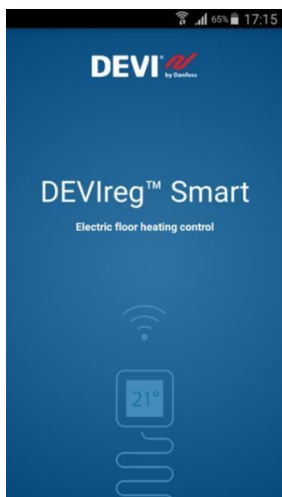 65% 17:15
DEVI®
by Danfoss
DEVIreg™ Smart
Electric floor heating control
21°